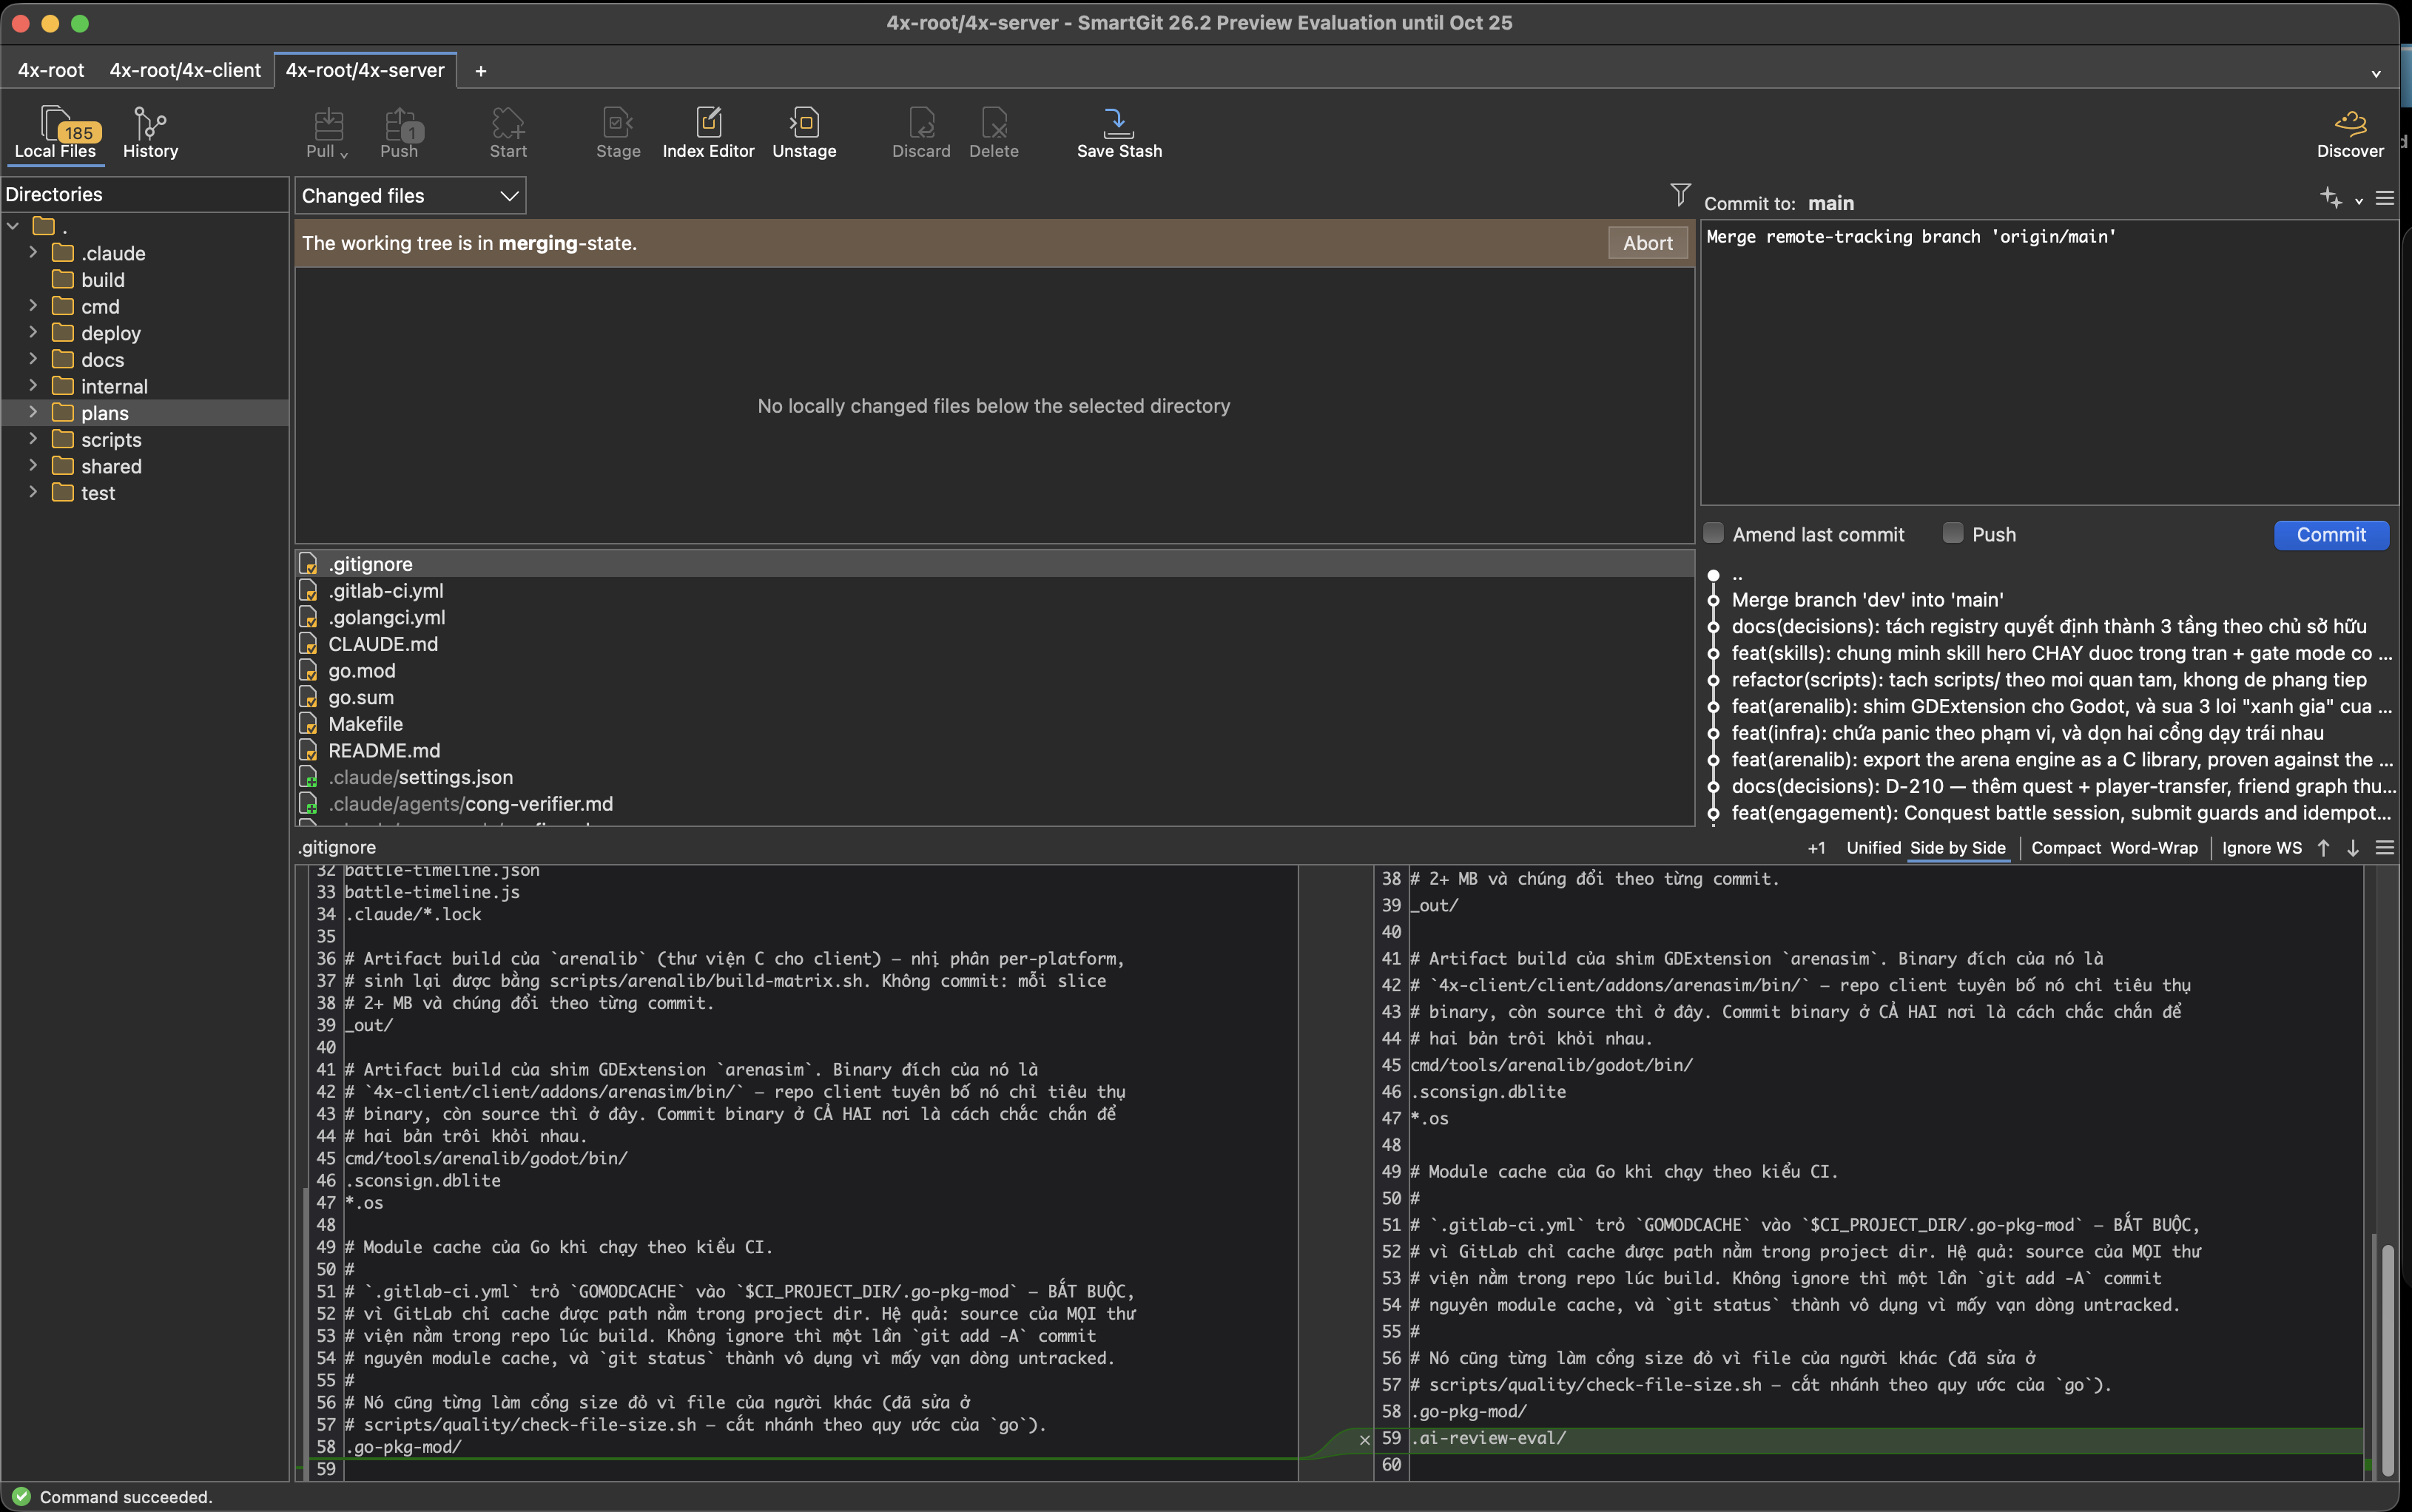 4x-root/4x-server - SmartGit 26.2 Preview Evaluation until Oct 25
4x-root
4x-root/4x-client
4x-root/4x-server
+
185
Local Files
History
Pull
1
Push
Start
Stage
Index Editor
Unstage
Discard
Delete
Save Stash
Discover
Directories
.
.claude
build
cmd
deploy
docs
internal
plans
scripts
shared
test
Changed files
The working tree is in merging-state.
Abort
No locally changed files below the selected directory
.gitignore
.gitlab-ci.yml
.golangci.yml
CLAUDE.md
go.mod
go.sum
Makefile
README.md
.claude/settings.json
.claude/agents/cong-verifier.md
Commit to: main
Merge remote-tracking branch 'origin/main'
Amend last commit
Push
Commit
..
Merge branch 'dev' into 'main'
docs(decisions): tách registry quyết định thành 3 tầng theo chủ sở hữu
feat(skills): chung minh skill hero CHAY duoc trong tran + gate mode co ...
refactor(scripts): tach scripts/ theo moi quan tam, khong de phang tiep
feat(arenalib): shim GDExtension cho Godot, và sua 3 loi "xanh gia" cua ...
feat(infra): chứa panic theo phạm vi, và dọn hai cổng dạy trái nhau
feat(arenalib): export the arena engine as a C library, proven against the ...
docs(decisions): D-210 — thêm quest + player-transfer, friend graph thu...
feat(engagement): Conquest battle session, submit guards and idempot...
.gitignore
+1 Unified Side by Side Compact Word-Wrap Ignore WS
32 battle-timeline.json
33 battle-timeline.js
34 .claude/*.lock
35
36 # Artifact build của `arenalib` (thư viện C cho client) — nhị phân per-platform,
37 # sinh lại được bằng scripts/arenalib/build-matrix.sh. Không commit: mỗi slice
38 # 2+ MB và chúng đổi theo từng commit.
39 _out/
40
41 # Artifact build của shim GDExtension `arenasim`. Binary đích của nó là
42 # `4x-client/client/addons/arenasim/bin/` — repo client tuyên bố nó chỉ tiêu thụ
43 # binary, còn source thì ở đây. Commit binary ở CẢ HAI nơi là cách chắc chắn để
44 # hai bản trôi khỏi nhau.
45 cmd/tools/arenalib/godot/bin/
46 .sconsign.dblite
47 *.os
48
49 # Module cache của Go khi chạy theo kiểu CI.
50 #
51 # `.gitlab-ci.yml` trỏ `GOMODCACHE` vào `$CI_PROJECT_DIR/.go-pkg-mod` — BẮT BUỘC,
52 # vì GitLab chỉ cache được path nằm trong project dir. Hệ quả: source của MỌI thư
53 # viện nằm trong repo lúc build. Không ignore thì một lần `git add -A` commit
54 # nguyên module cache, và `git status` thành vô dụng vì mấy vạn dòng untracked.
55 #
56 # Nó cũng từng làm cổng size đỏ vì file của người khác (đã sửa ở
57 # scripts/quality/check-file-size.sh — cắt nhánh theo quy ước của `go`).
58 .go-pkg-mod/
59
38 # 2+ MB và chúng đổi theo từng commit.
39 _out/
40
41 # Artifact build của shim GDExtension `arenasim`. Binary đích của nó là
42 # `4x-client/client/addons/arenasim/bin/` — repo client tuyên bố nó chỉ tiêu thụ
43 # binary, còn source thì ở đây. Commit binary ở CẢ HAI nơi là cách chắc chắn để
44 # hai bản trôi khỏi nhau.
45 cmd/tools/arenalib/godot/bin/
46 .sconsign.dblite
47 *.os
48
49 # Module cache của Go khi chạy theo kiểu CI.
50 #
51 # `.gitlab-ci.yml` trỏ `GOMODCACHE` vào `$CI_PROJECT_DIR/.go-pkg-mod` — BẮT BUỘC,
52 # vì GitLab chỉ cache được path nằm trong project dir. Hệ quả: source của MỌI thư
53 # viện nằm trong repo lúc build. Không ignore thì một lần `git add -A` commit
54 # nguyên module cache, và `git status` thành vô dụng vì mấy vạn dòng untracked.
55 #
56 # Nó cũng từng làm cổng size đỏ vì file của người khác (đã sửa ở
57 # scripts/quality/check-file-size.sh — cắt nhánh theo quy ước của `go`).
58 .go-pkg-mod/
59 .ai-review-eval/
60
Command succeeded.